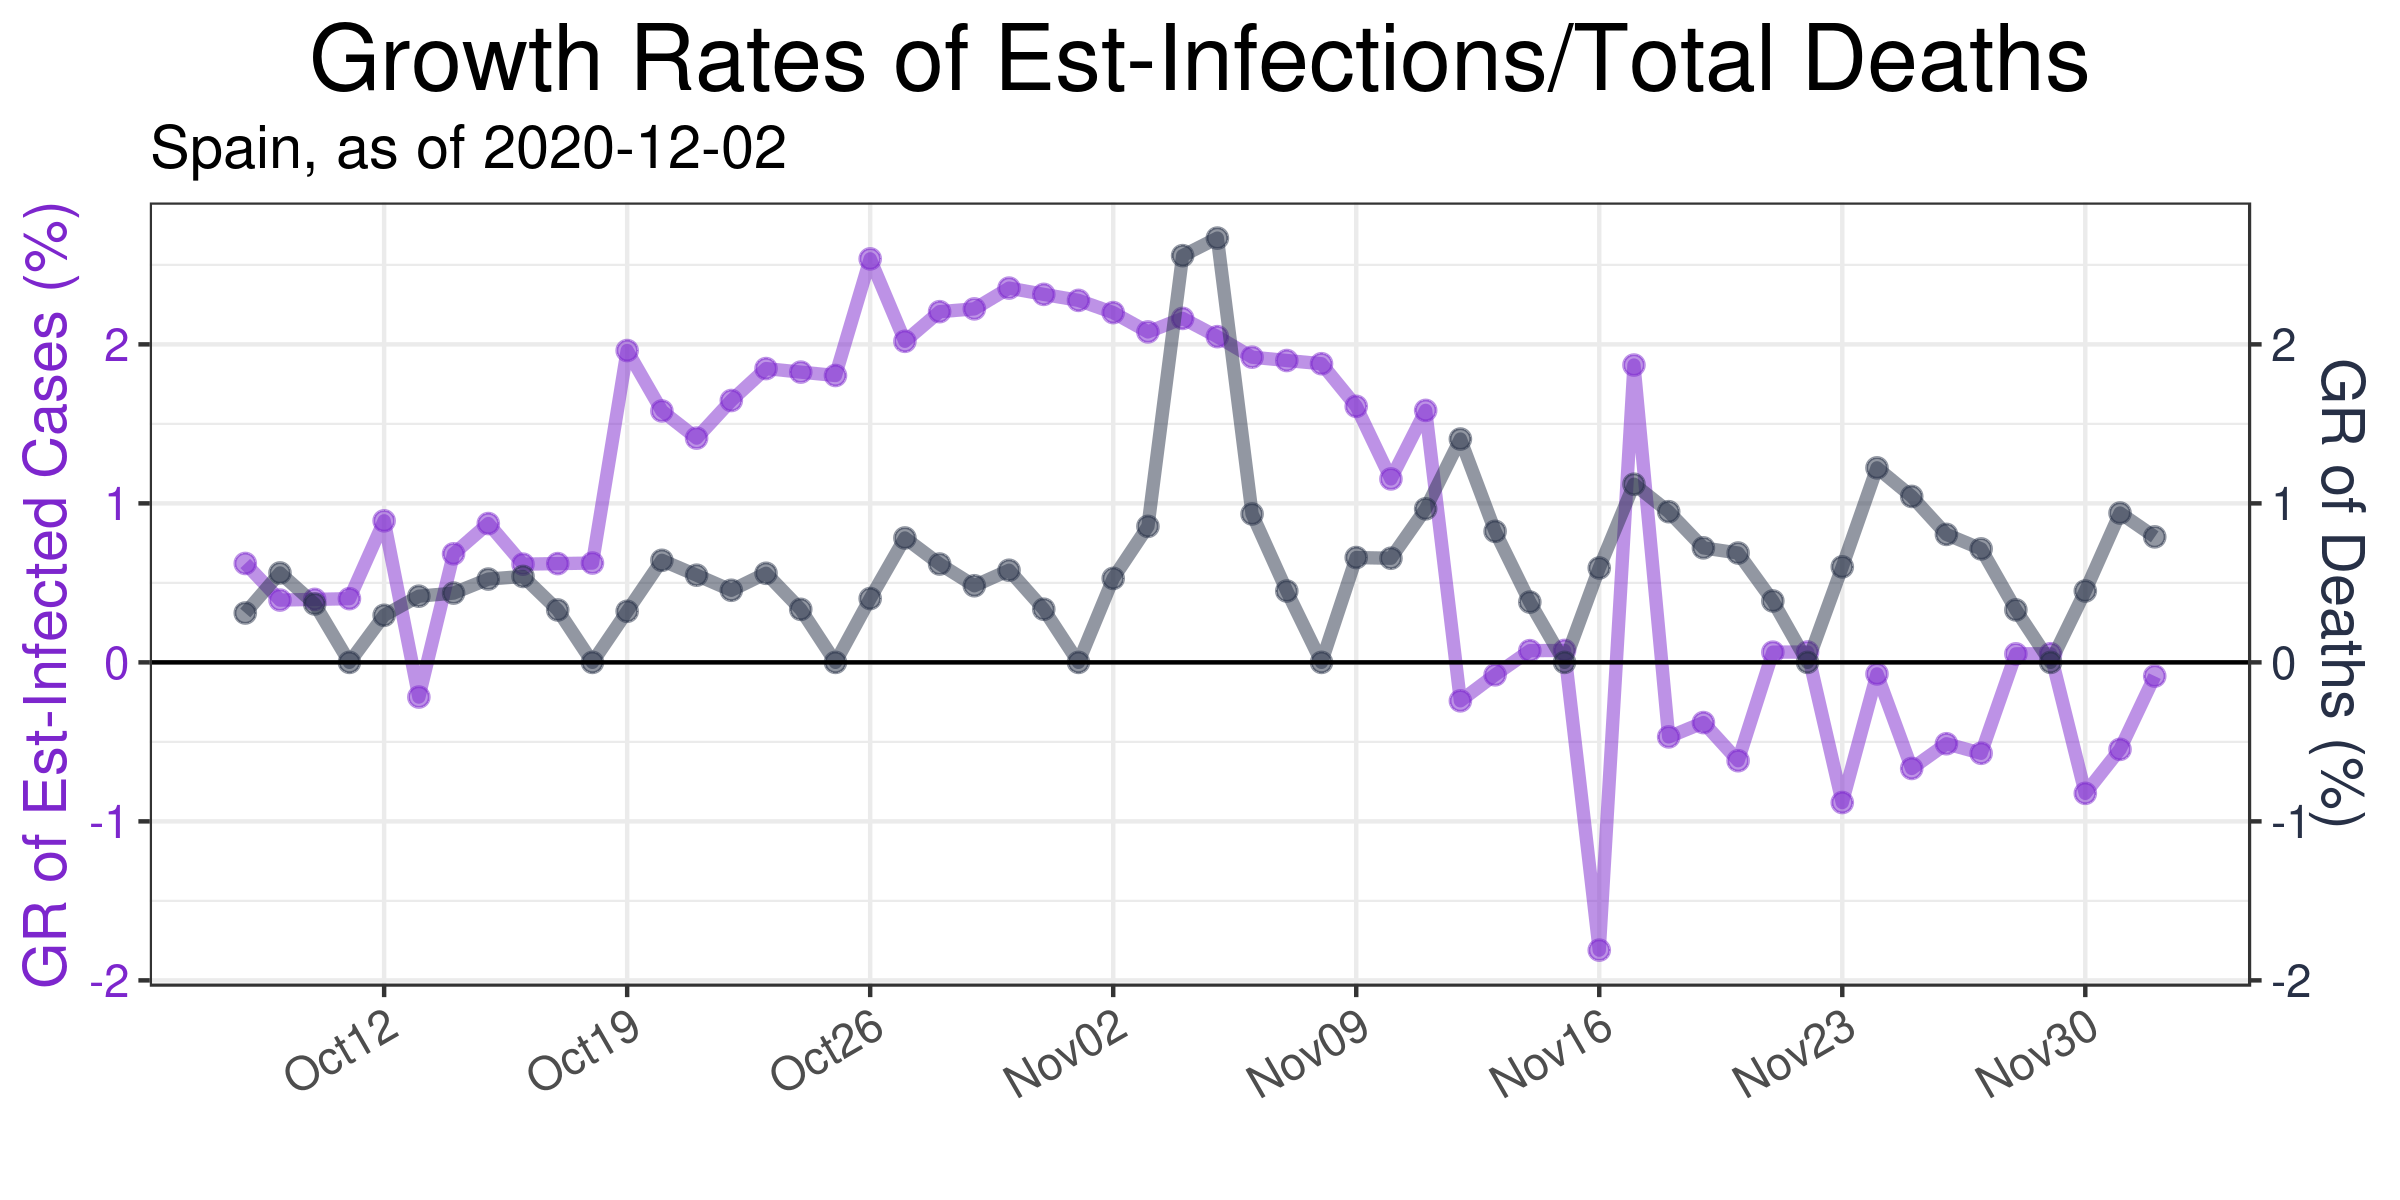 Growth Rates of Est-Infections/Total Deaths
Spain, as of 2020-12-02
GR of Est-Infected Cases (%)
2
1
0
-1
-2
2
1
0
-1
-2
GR of Deaths (%)
Oct12
Oct19
Oct26
Nov02
Nov09
Nov16
Nov23
Nov30